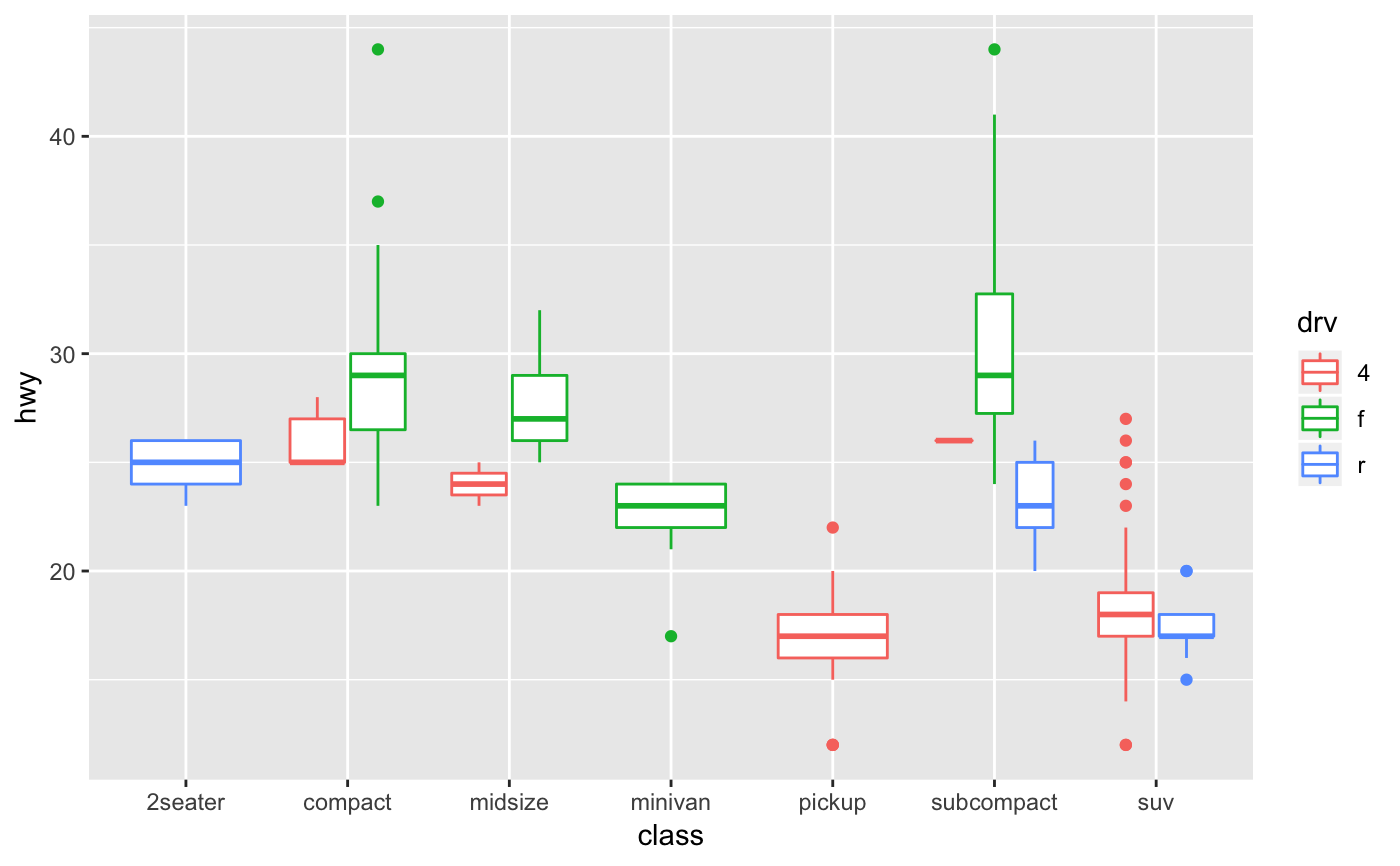 hwy
40
30
20
2seater compact midsize minivan pickup subcompact suv
class
drv
4
f
r